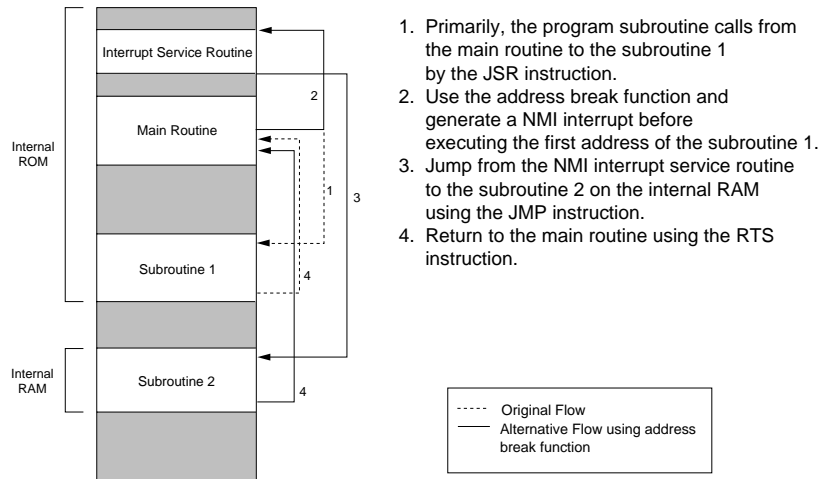 Interrupt Service Routine
Main Routine
Internal
ROM
Subroutine 1
Internal
RAM
Subroutine 2
2
1
3
4
4
1. Primarily, the program subroutine calls from
the main routine to the subroutine 1
by the JSR instruction.
2. Use the address break function and
generate a NMI interrupt before
executing the first address of the subroutine 1.
3. Jump from the NMI interrupt service routine
to the subroutine 2 on the internal RAM
using the JMP instruction.
4. Return to the main routine using the RTS
instruction.
Original Flow
Alternative Flow using address
break function